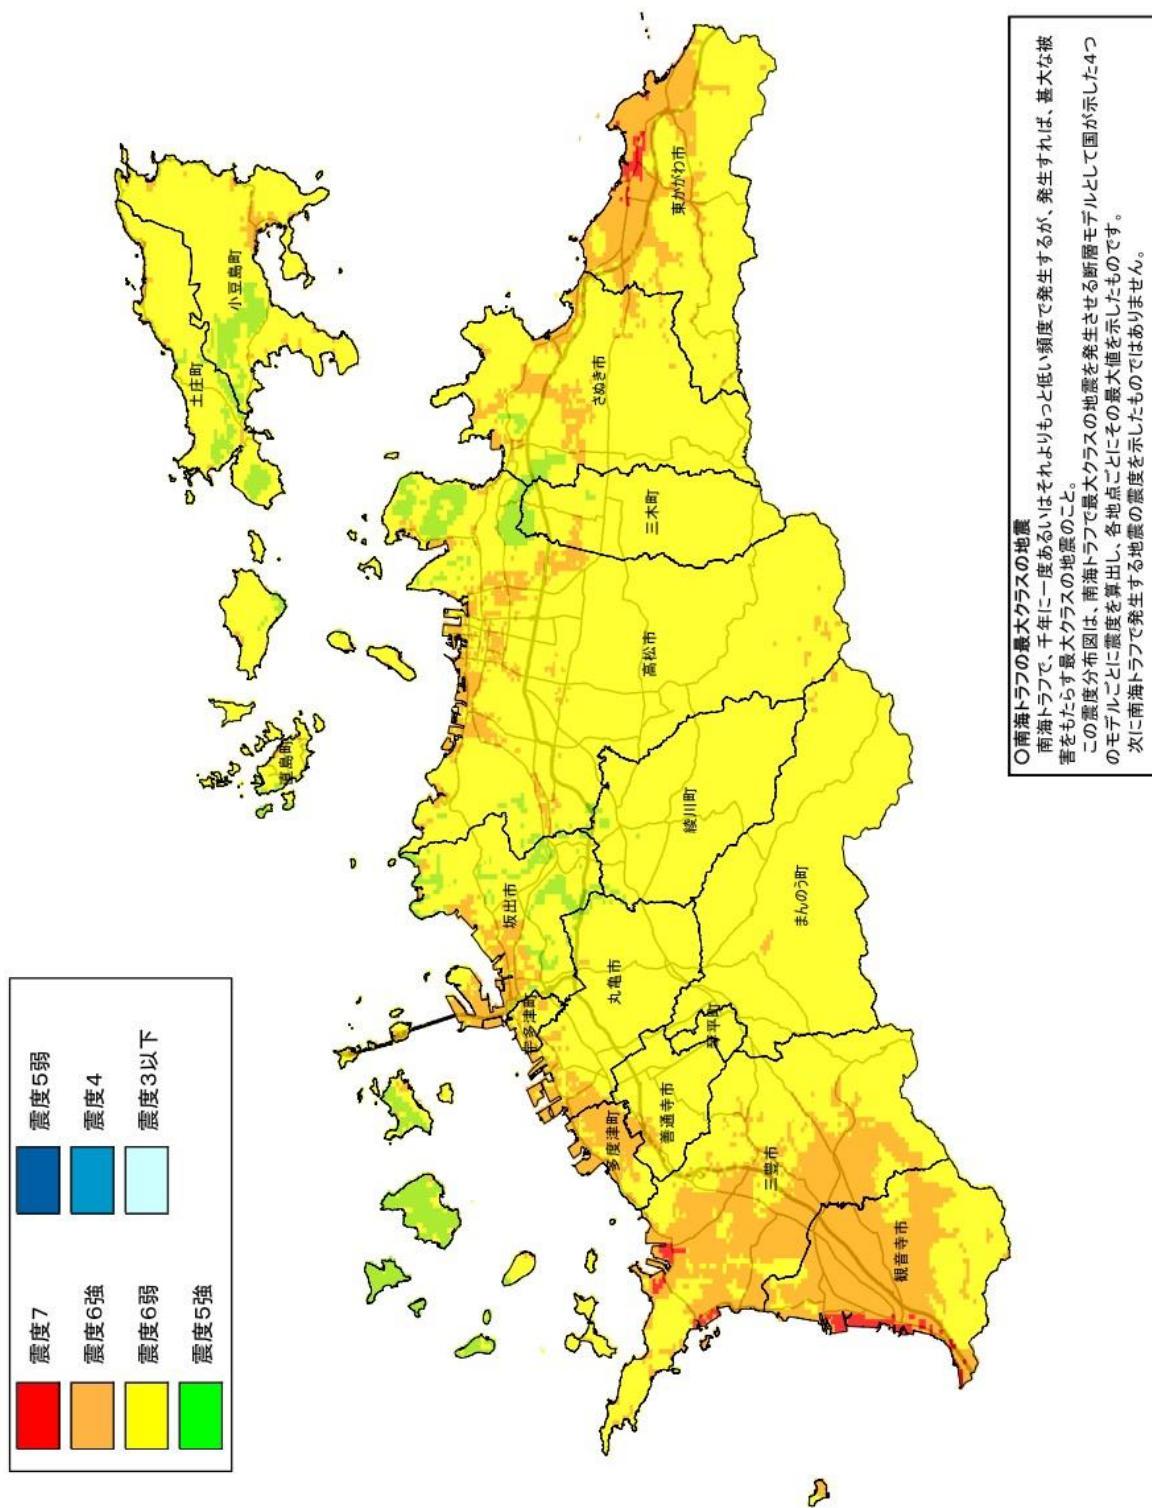 震度7
震度6強
震度6弱
震度5強
震度5弱
震度4
震度3以下
土庄町
小豆島町
直島町
東かがわ市
さぬき市
三木町
高松市
綾川町
坂出市
まんのう町
丸亀市
宇多津町
琴平町
善通寺市
多度津町
三豊市
観音寺市
〇南海トラフの最大クラスの地震
南海トラフで、千年に一度あるいはそれよりもっと低い頻度で発生するが、発生すれば、甚大な被
害をもたらす最大クラスの地震のこと。
この震度分布図は、南海トラフで最大クラスの地震を発生させる断層モデルとして国が示した4つ
のモデルごとに震度を算出し、各地点ごとにその最大値を示したものです。
次に南海トラフで発生する地震の震度を示したものではありません。